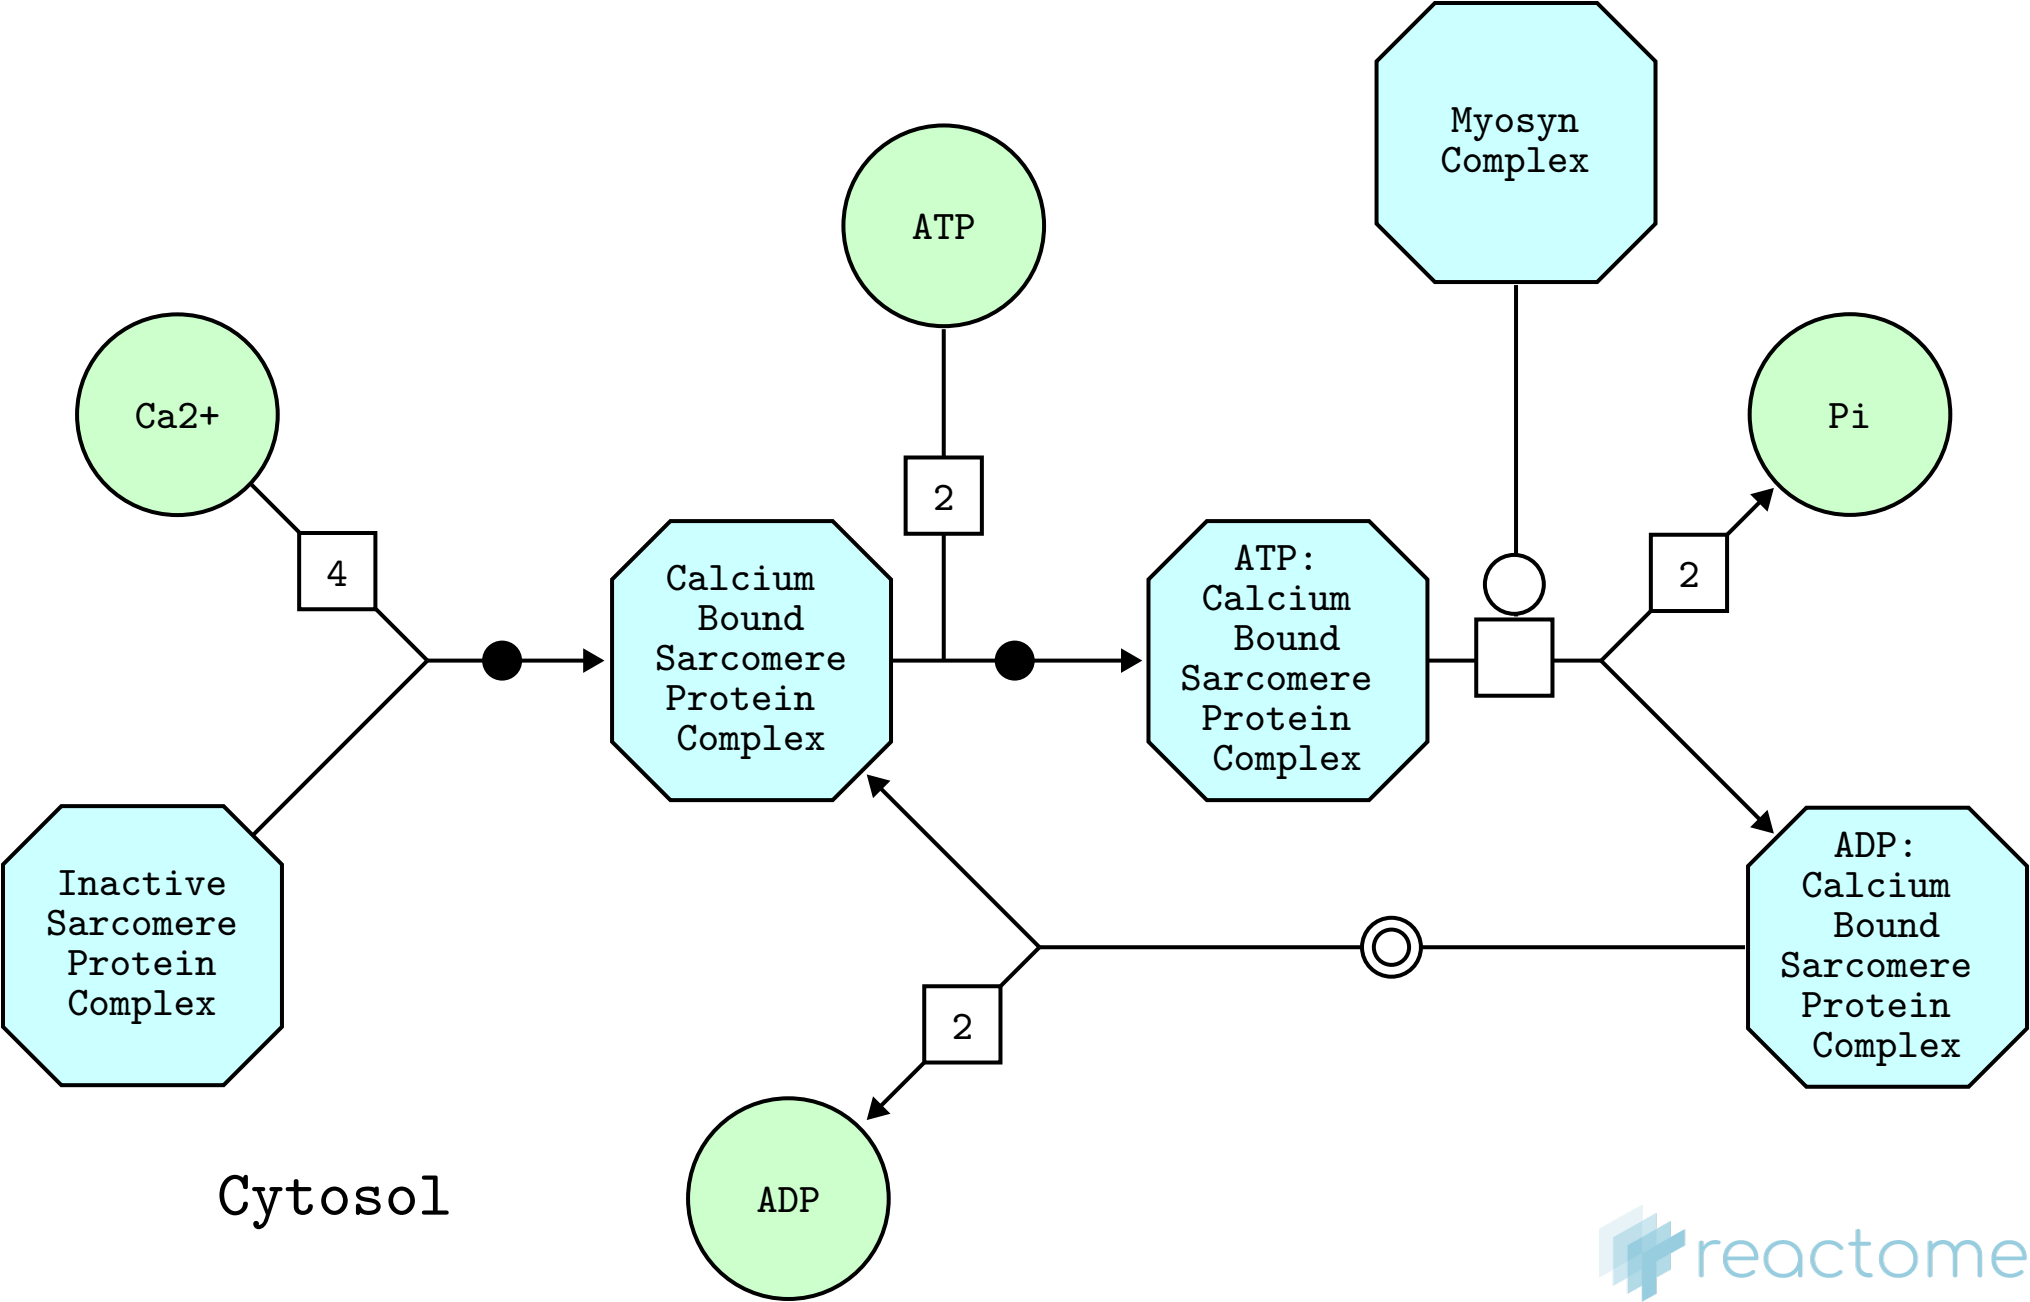 Myosyn
Complex
ATP
Ca2+
Pi
2
4
2
Calcium
Bound
Sarcomere
Protein
Complex
ATP:
Calcium
Bound
Sarcomere
Protein
Complex
Inactive
Sarcomere
Protein
Complex
ADP:
Calcium
Bound
Sarcomere
Protein
Complex
2
ADP
Cytosol
reactome